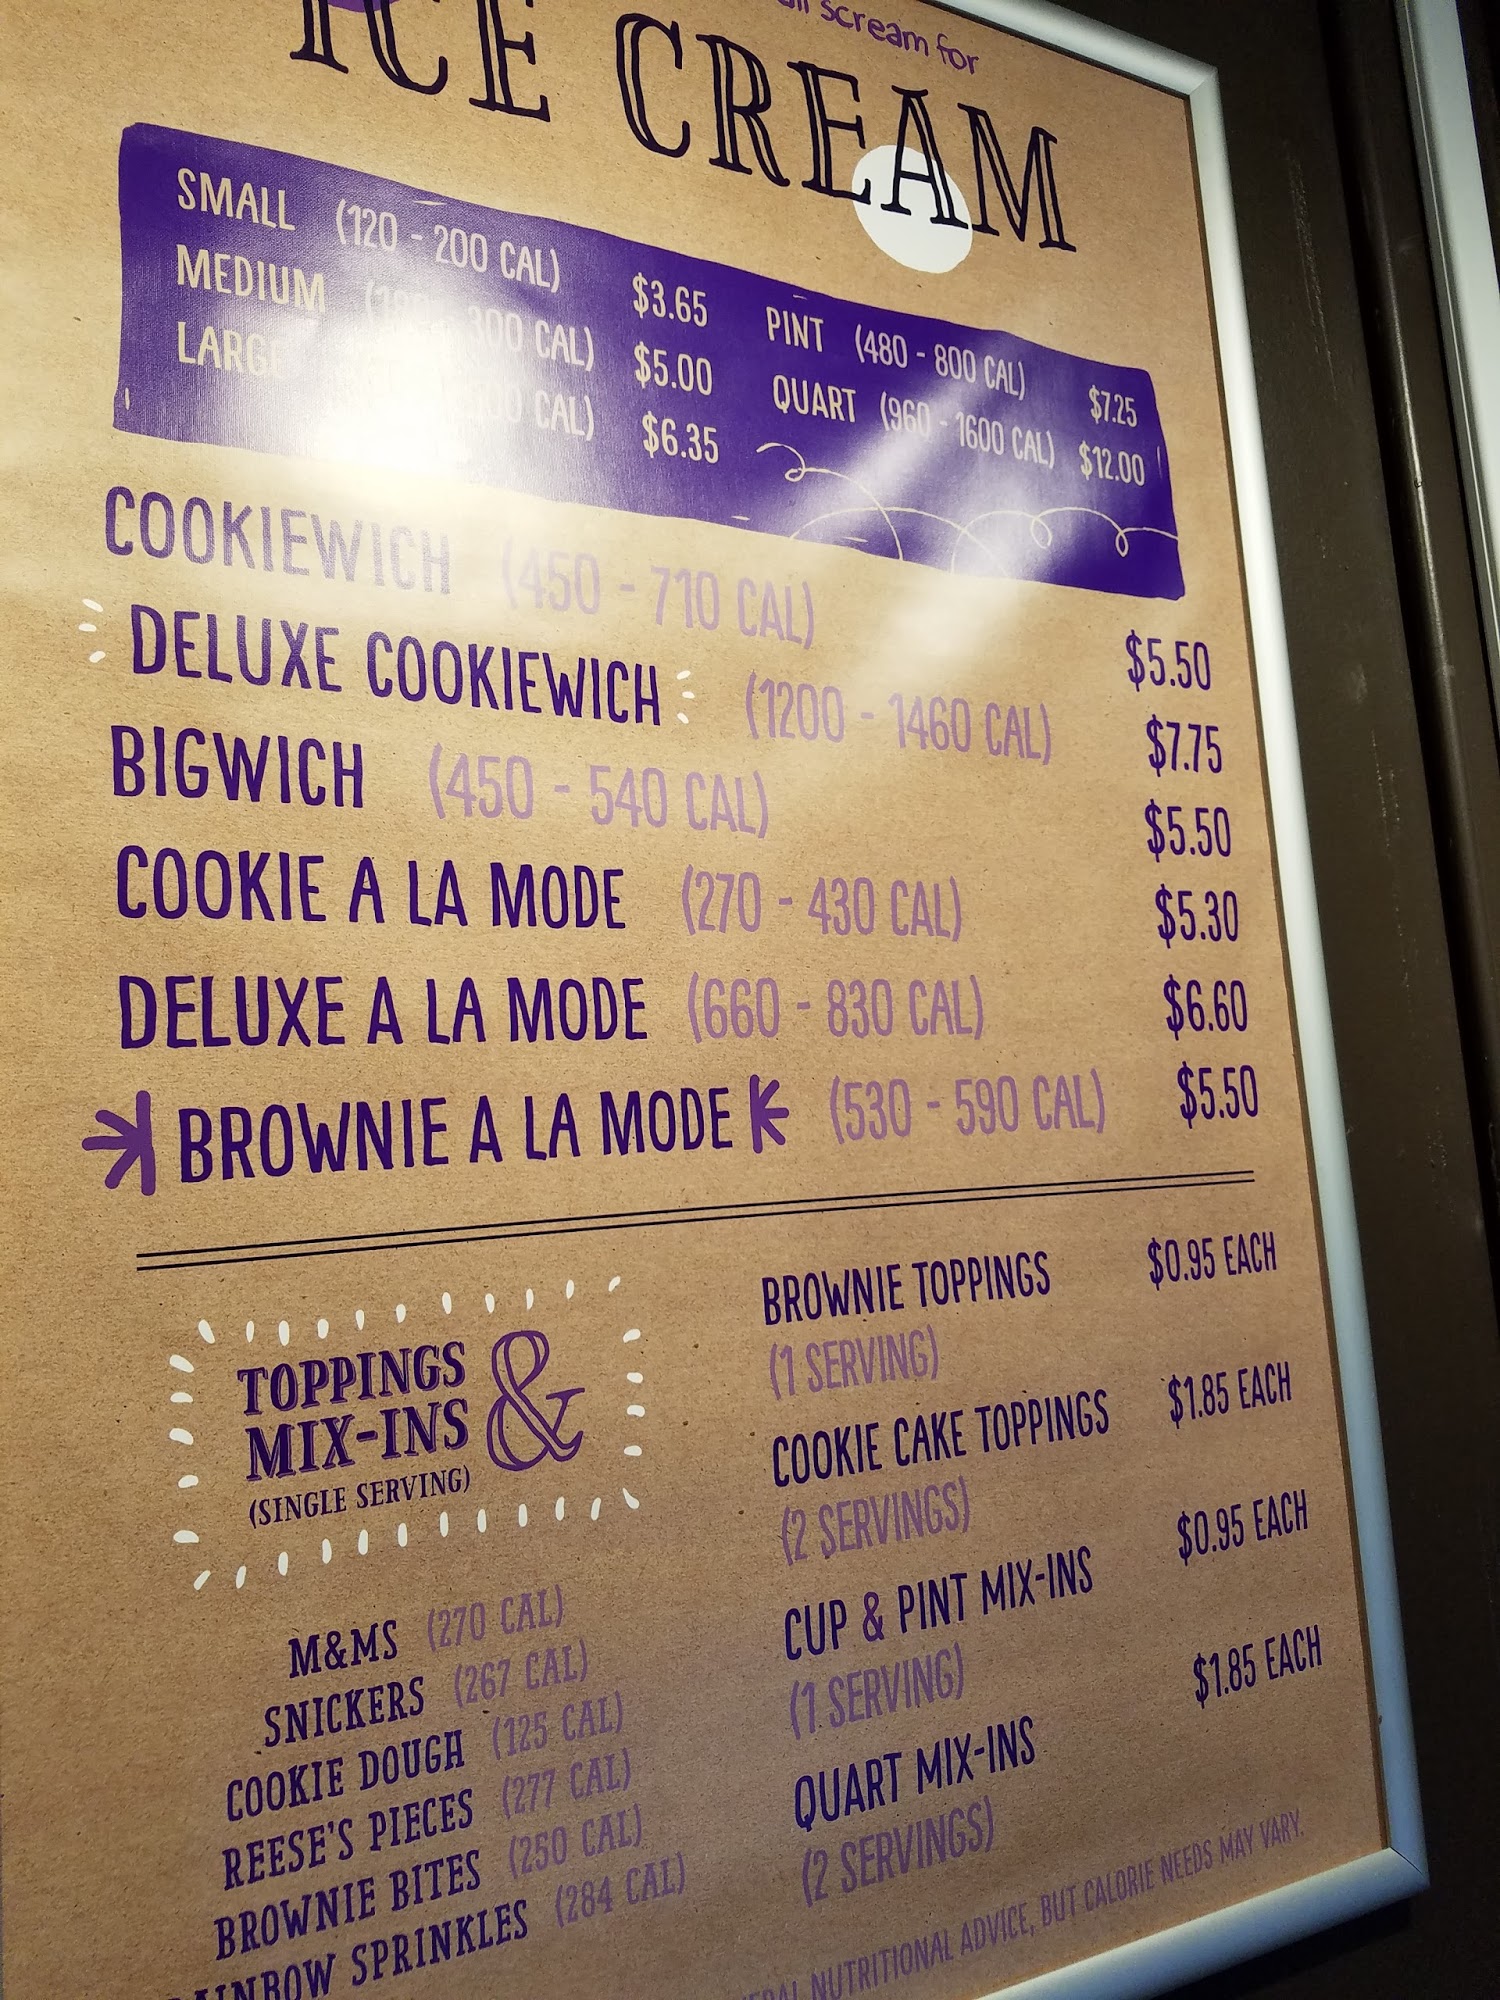 scream for
ICE CREAM
SMALL (120 - 200 CAL) $3.65
MEDIUM 300 CAL) $5.00
CAL) $6.35
PINT (480 - 800 CAL) $7.25
QUART (960 - 1600 CAL) $12.00
COOKIEWICH (450 - 710 CAL) $5.50
DELUXE COOKIEWICH (1200 - 1460 CAL) $7.75
BIGWICH (450 - 540 CAL) $5.50
COOKIE A LA MODE (270 - 430 CAL) $5.30
DELUXE A LA MODE (660 - 830 CAL) $6.60
BROWNIE A LA MODE (530 - 590 CAL) $5.50
TOPPINGS &
MIX-INS
(SINGLE SERVING)
M&MS (270 CAL)
SNICKERS (267 CAL)
COOKIE DOUGH (125 CAL)
REESE'S PIECES (277 CAL)
BROWNIE BITES (250 CAL)
SPRINKLES (284 CAL)
BROWNIE TOPPINGS $0.95 EACH
(1 SERVING)
COOKIE CAKE TOPPINGS $1.85 EACH
(2 SERVINGS)
CUP & PINT MIX-INS $0.95 EACH
(1 SERVING)
QUART MIX-INS $1.85 EACH
(2 SERVINGS)
NUTRITIONAL ADVICE, BUT CALORIE NEEDS MAY VARY.